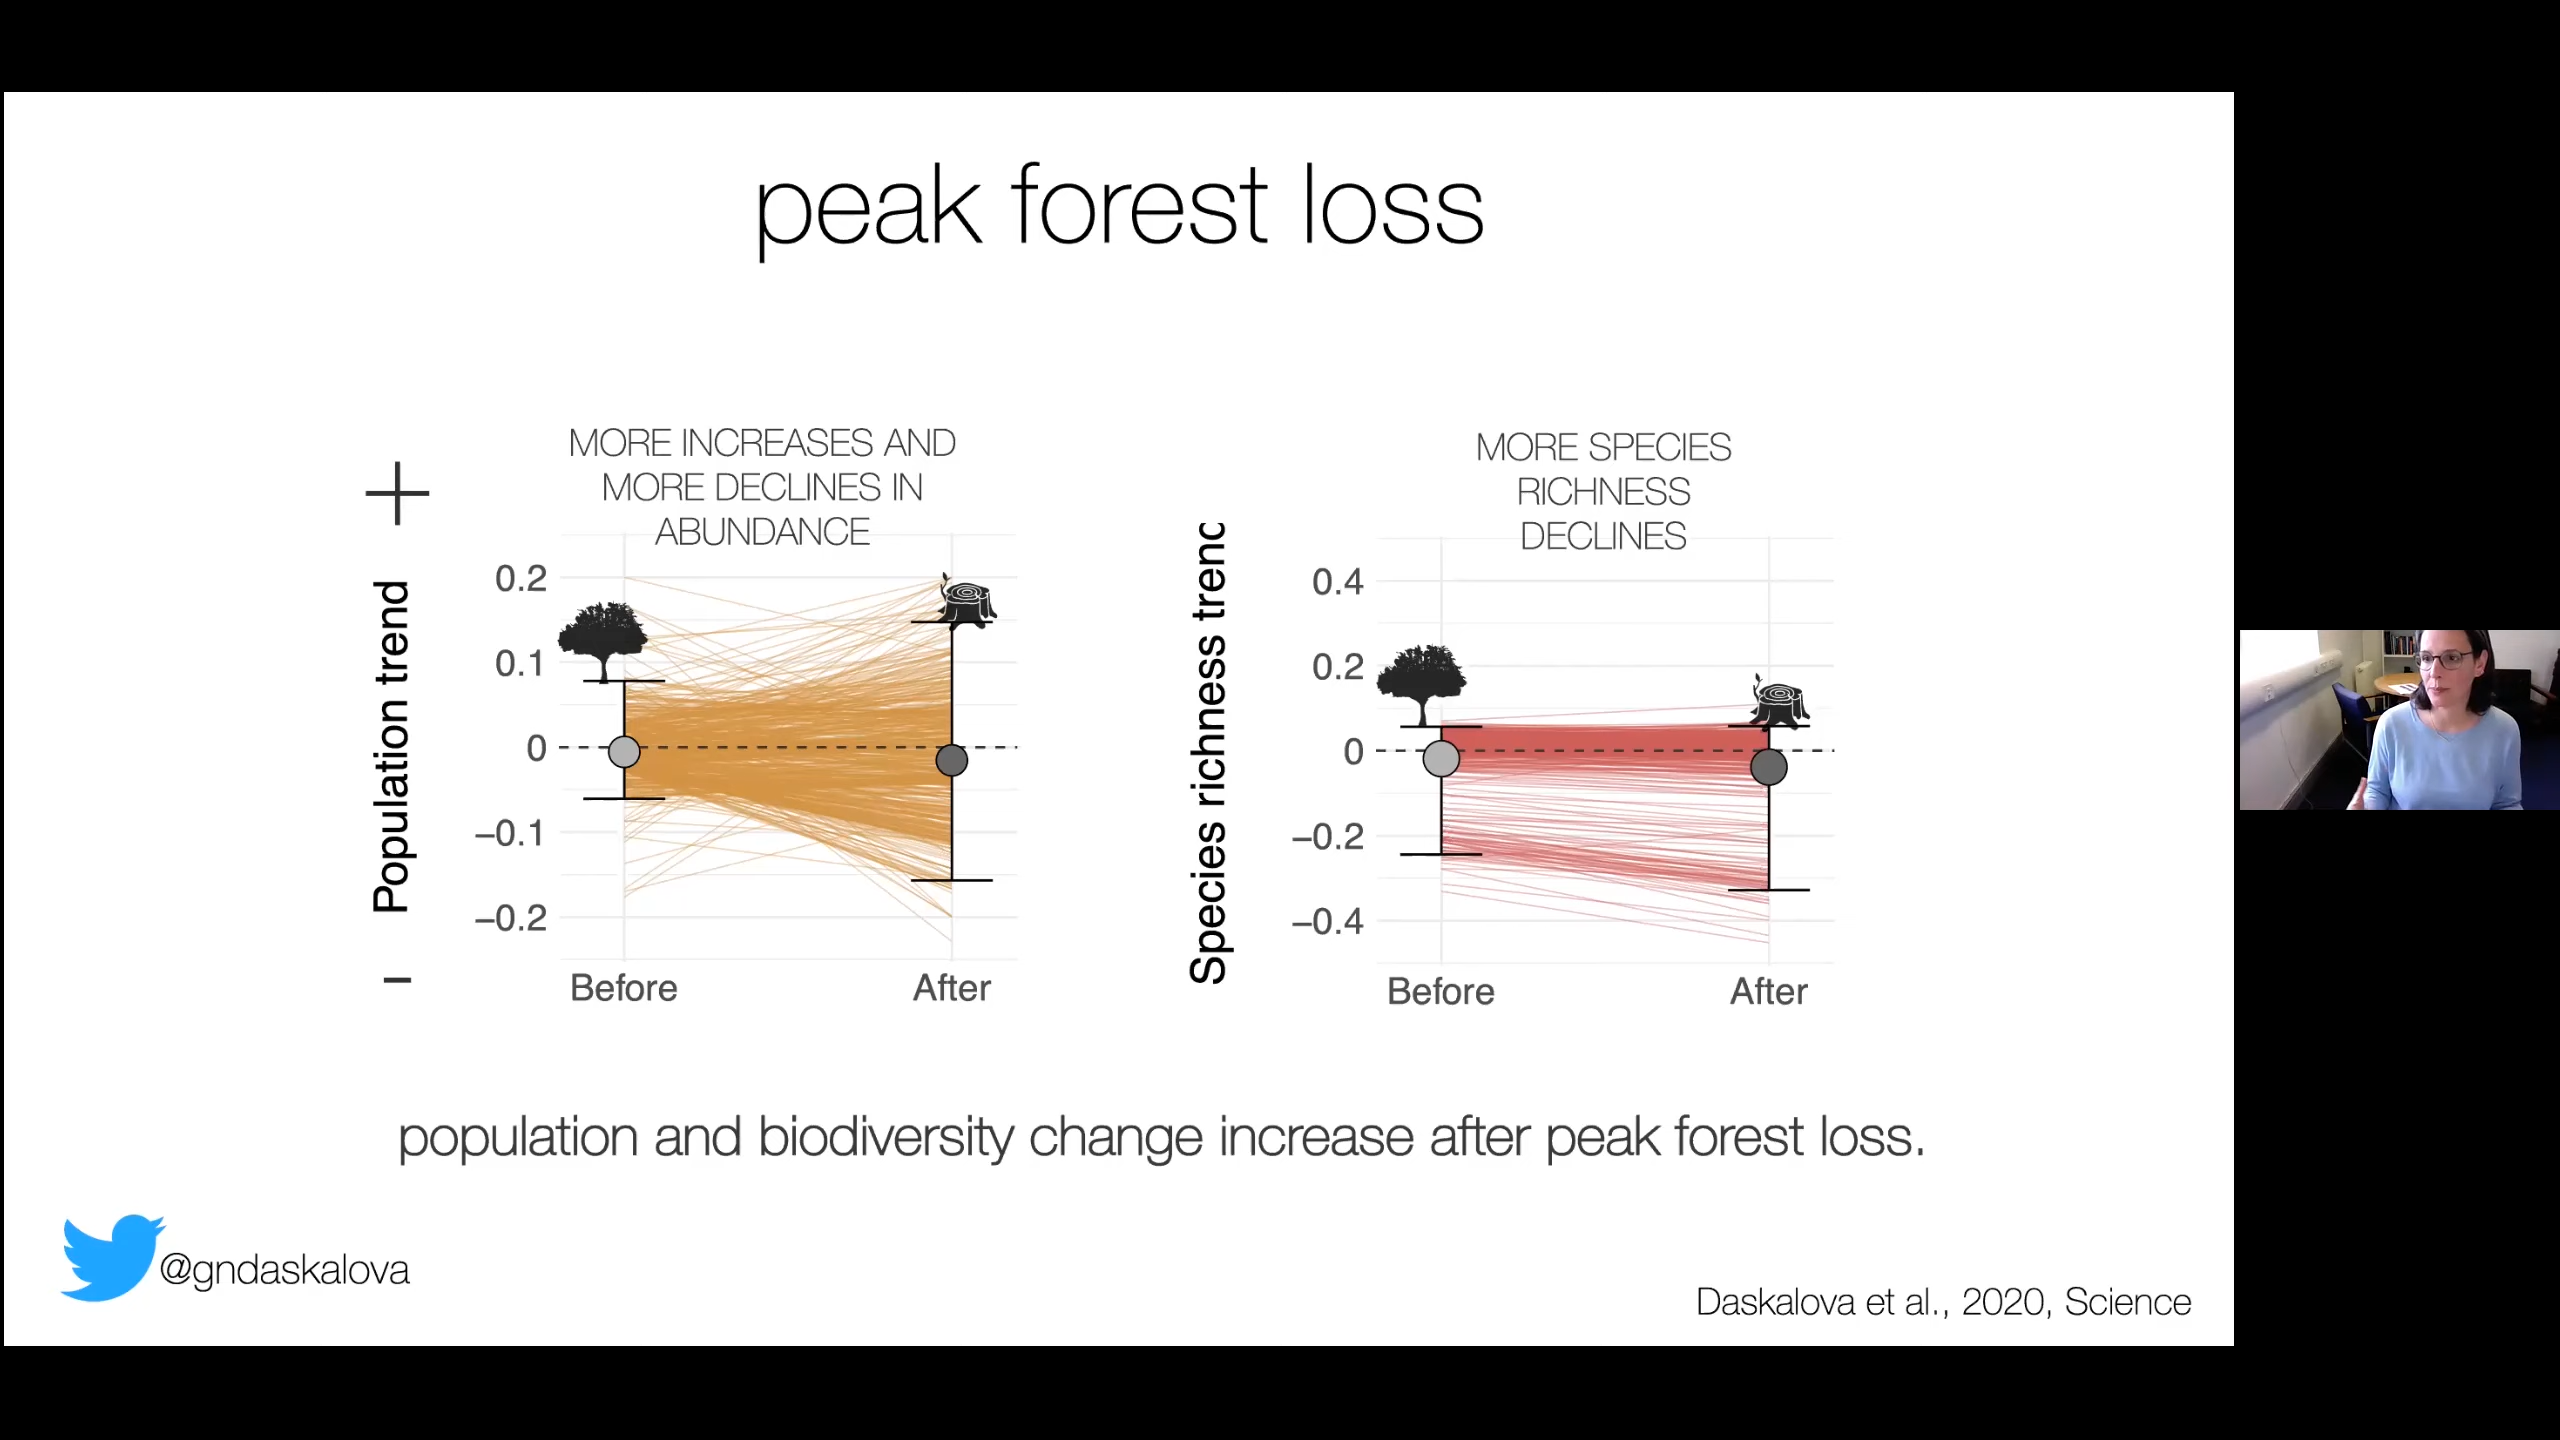 peak forest loss
MORE INCREASES AND
MORE DECLINES IN
ABUNDANCE
+
Population trend
–
0.2
0.1
0
−0.1
−0.2
Before
After
MORE SPECIES
RICHNESS
DECLINES
Species richness trend
0.4
0.2
0
−0.2
−0.4
Before
After
population and biodiversity change increase after peak forest loss.
@gndaskalova
Daskalova et al., 2020, Science